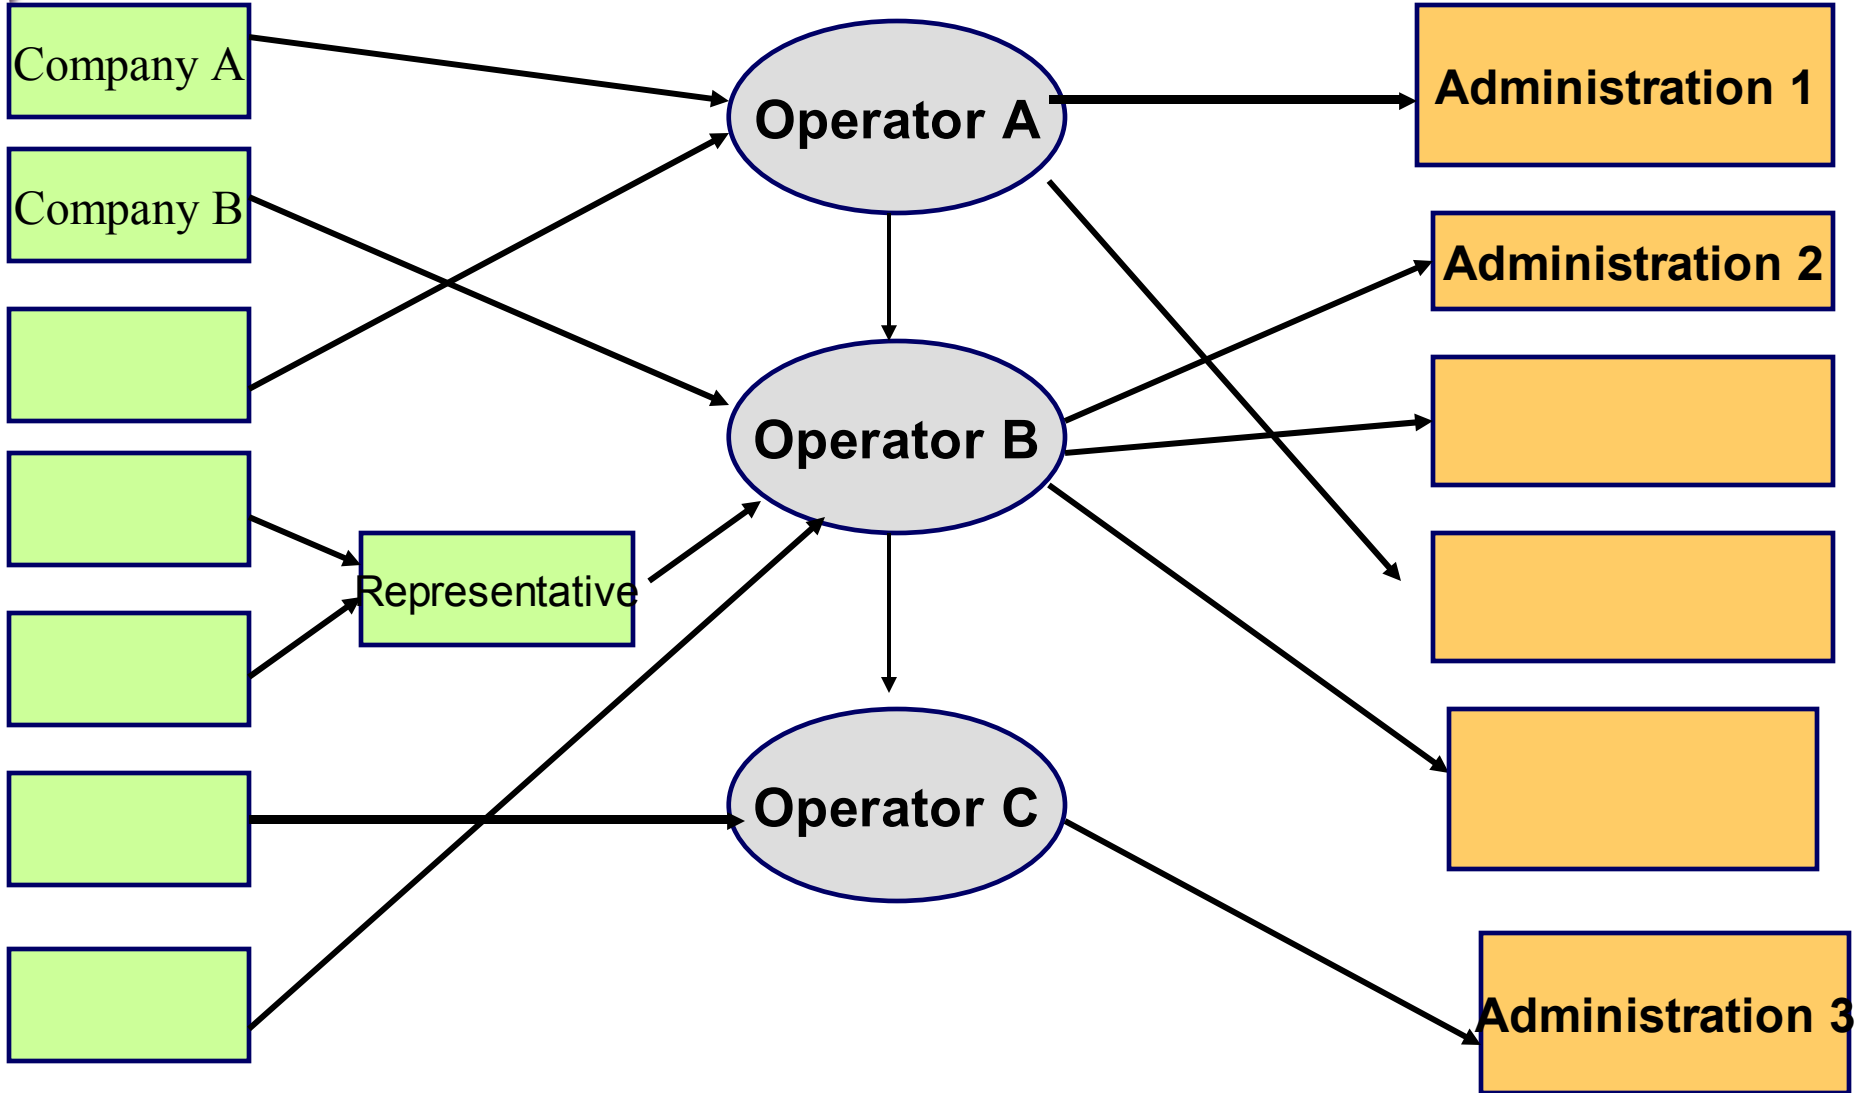 Company A
Operator A
Administration 1
Company B
Administration 2
Operator B
Representative
Operator C
Administration 3